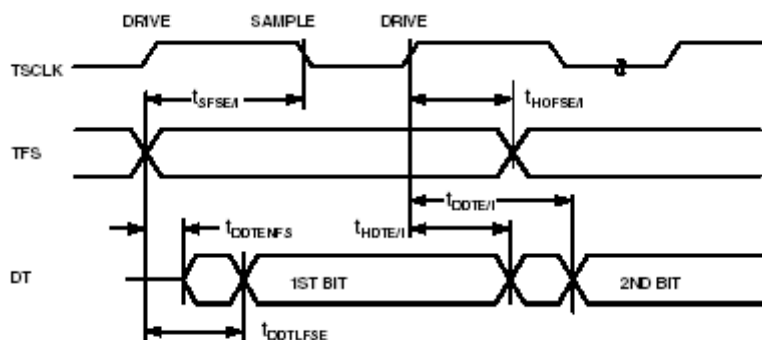 DRIVE SAMPLE DRIVE
TSCLK
tSFSE/I tHOFSE/I
TFS
tDDTE/I
tDDTENFS tHDTE/I
DT 1ST BIT 2ND BIT
tDDTLFSE